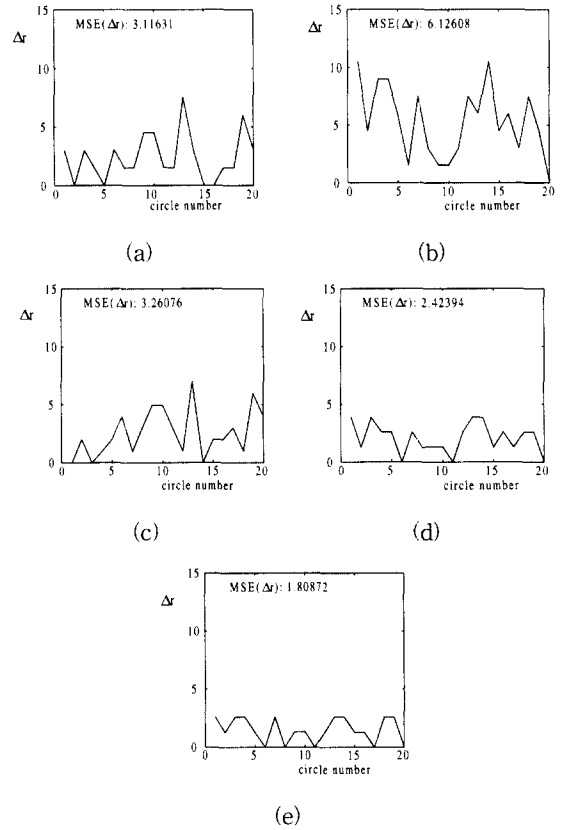 15
MSE(Δr): 3.11631
Δr
10
5
0
0 5 10 15 20
circle number
(a)
15
MSE(Δr): 6.12608
Δr
10
5
0
0 5 10 15 20
circle number
(b)
15
MSE(Δr): 3.26076
Δr
10
5
0
0 5 10 15 20
circle number
(c)
15
MSE(Δr): 2.42394
Δr
10
5
0
0 5 10 15 20
circle number
(d)
15
MSE(Δr): 1.80872
Δr
10
5
0
0 5 10 15 20
circle number
(e)